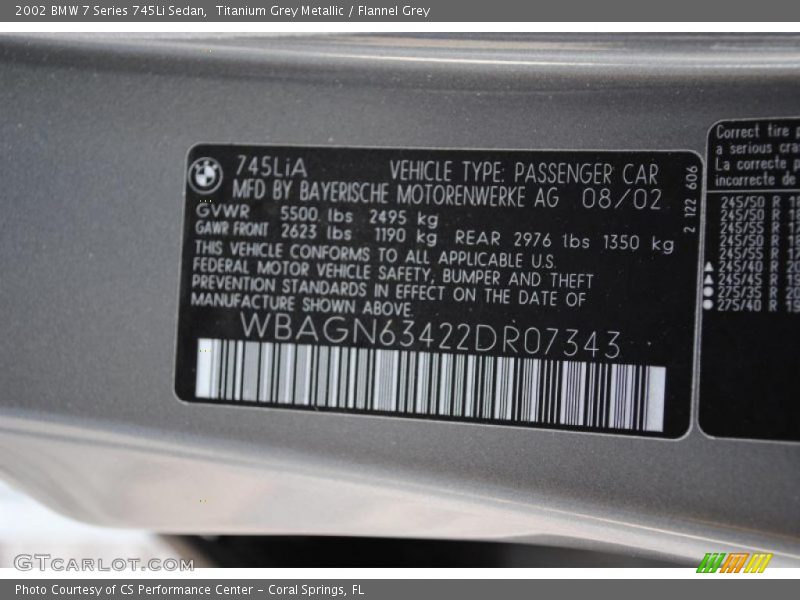 2002 BMW 7 Series 745Li Sedan, Titanium Grey Metallic / Flannel Grey
745LiA VEHICLE TYPE: PASSENGER CAR
MFD BY BAYERISCHE MOTORENWERKE AG 08/02
GVWR 5500 lbs 2495 kg
GAWR FRONT 2623 lbs 1190 kg REAR 2976 lbs 1350 kg
THIS VEHICLE CONFORMS TO ALL APPLICABLE U.S.
FEDERAL MOTOR VEHICLE SAFETY, BUMPER AND THEFT
PREVENTION STANDARDS IN EFFECT ON THE DATE OF
MANUFACTURE SHOWN ABOVE
WBAGN63422DR07343
2 122 606
Correct tire
a serious
La correcte
incorrecte de
245/50 R
245/50 R
245/55 R
245/50 R
245/55 R
245/40 R
245/45 R
275/35 R
275/40 R
GTCARLOT.COM
Photo Courtesy of CS Performance Center - Coral Springs, FL